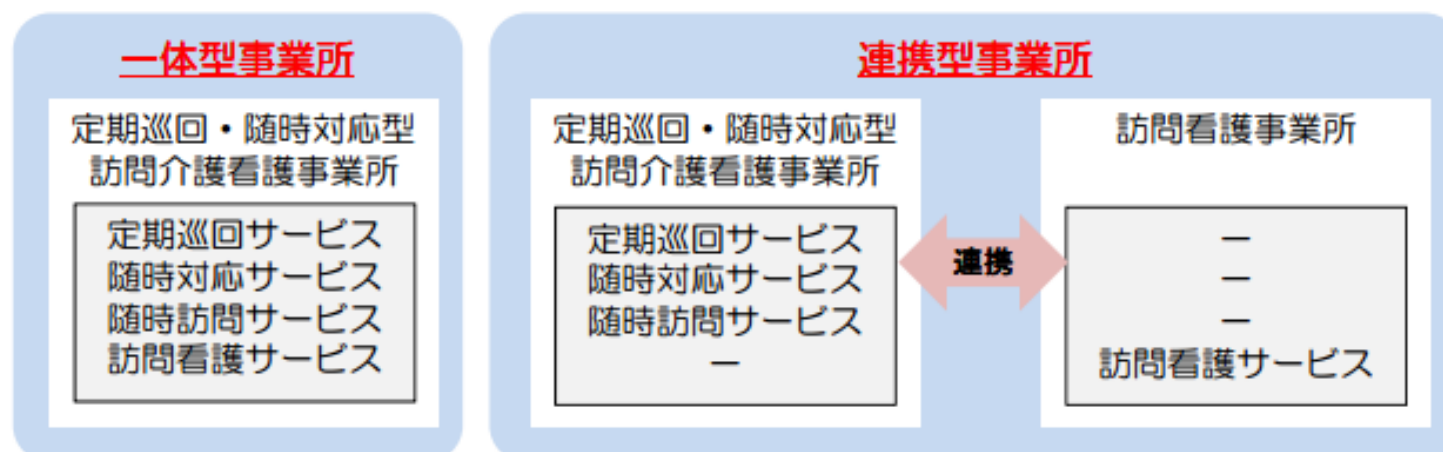 一体型事業所
定期巡回・随時対応型
訪問介護看護事業所
定期巡回サービス
随時対応サービス
随時訪問サービス
訪問看護サービス
連携型事業所
定期巡回・随時対応型
訪問介護看護事業所
定期巡回サービス
随時対応サービス
随時訪問サービス
ー
連携
訪問看護事業所
ー
ー
ー
訪問看護サービス